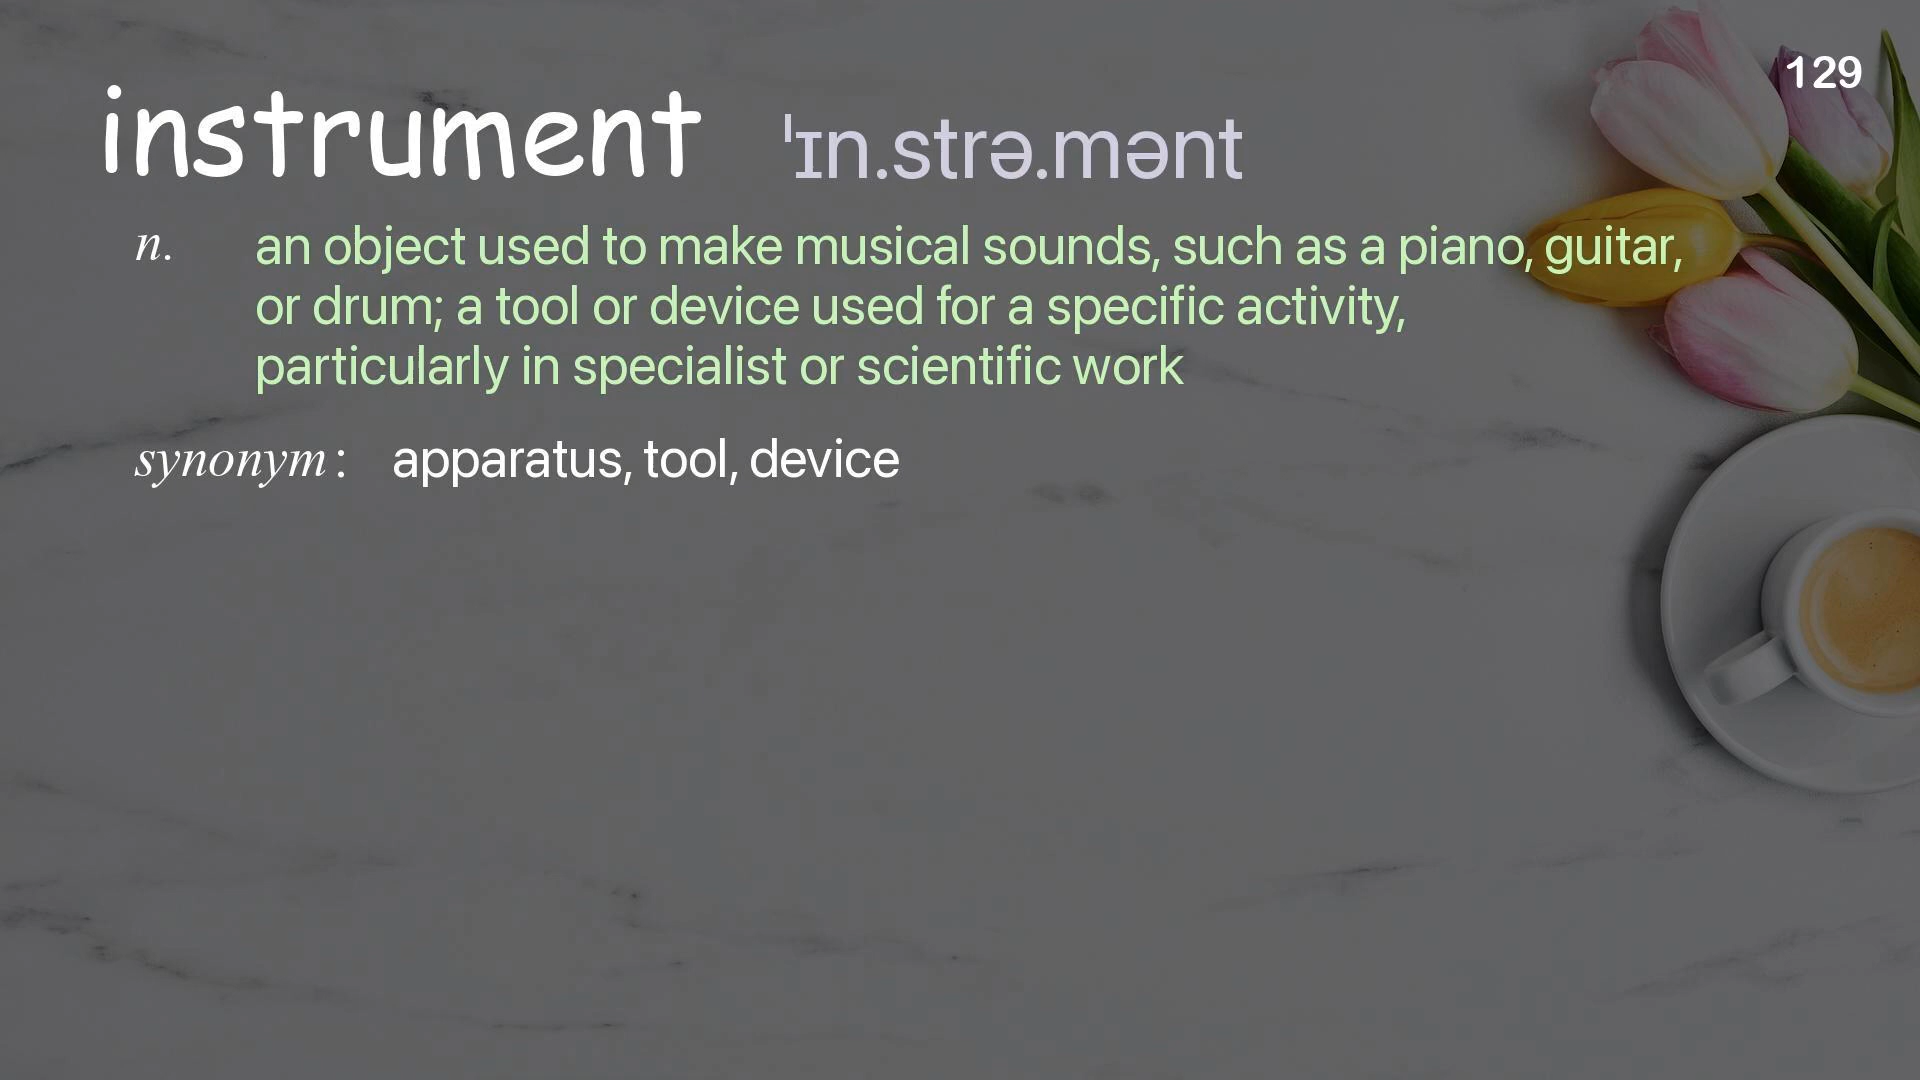 129
instrument ˈɪn.strə.mənt
n. an object used to make musical sounds, such as a piano, guitar,
or drum; a tool or device used for a specific activity,
particularly in specialist or scientific work
synonym: apparatus, tool, device